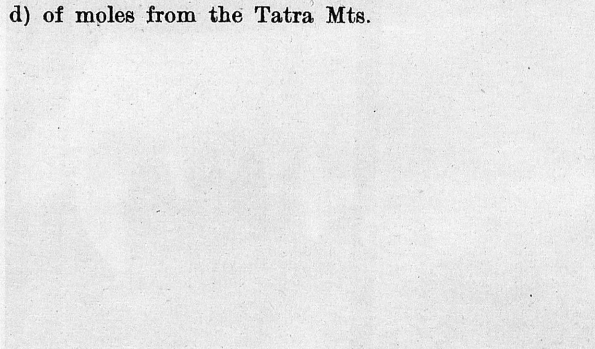 d) of moles from the Tatra Mts.